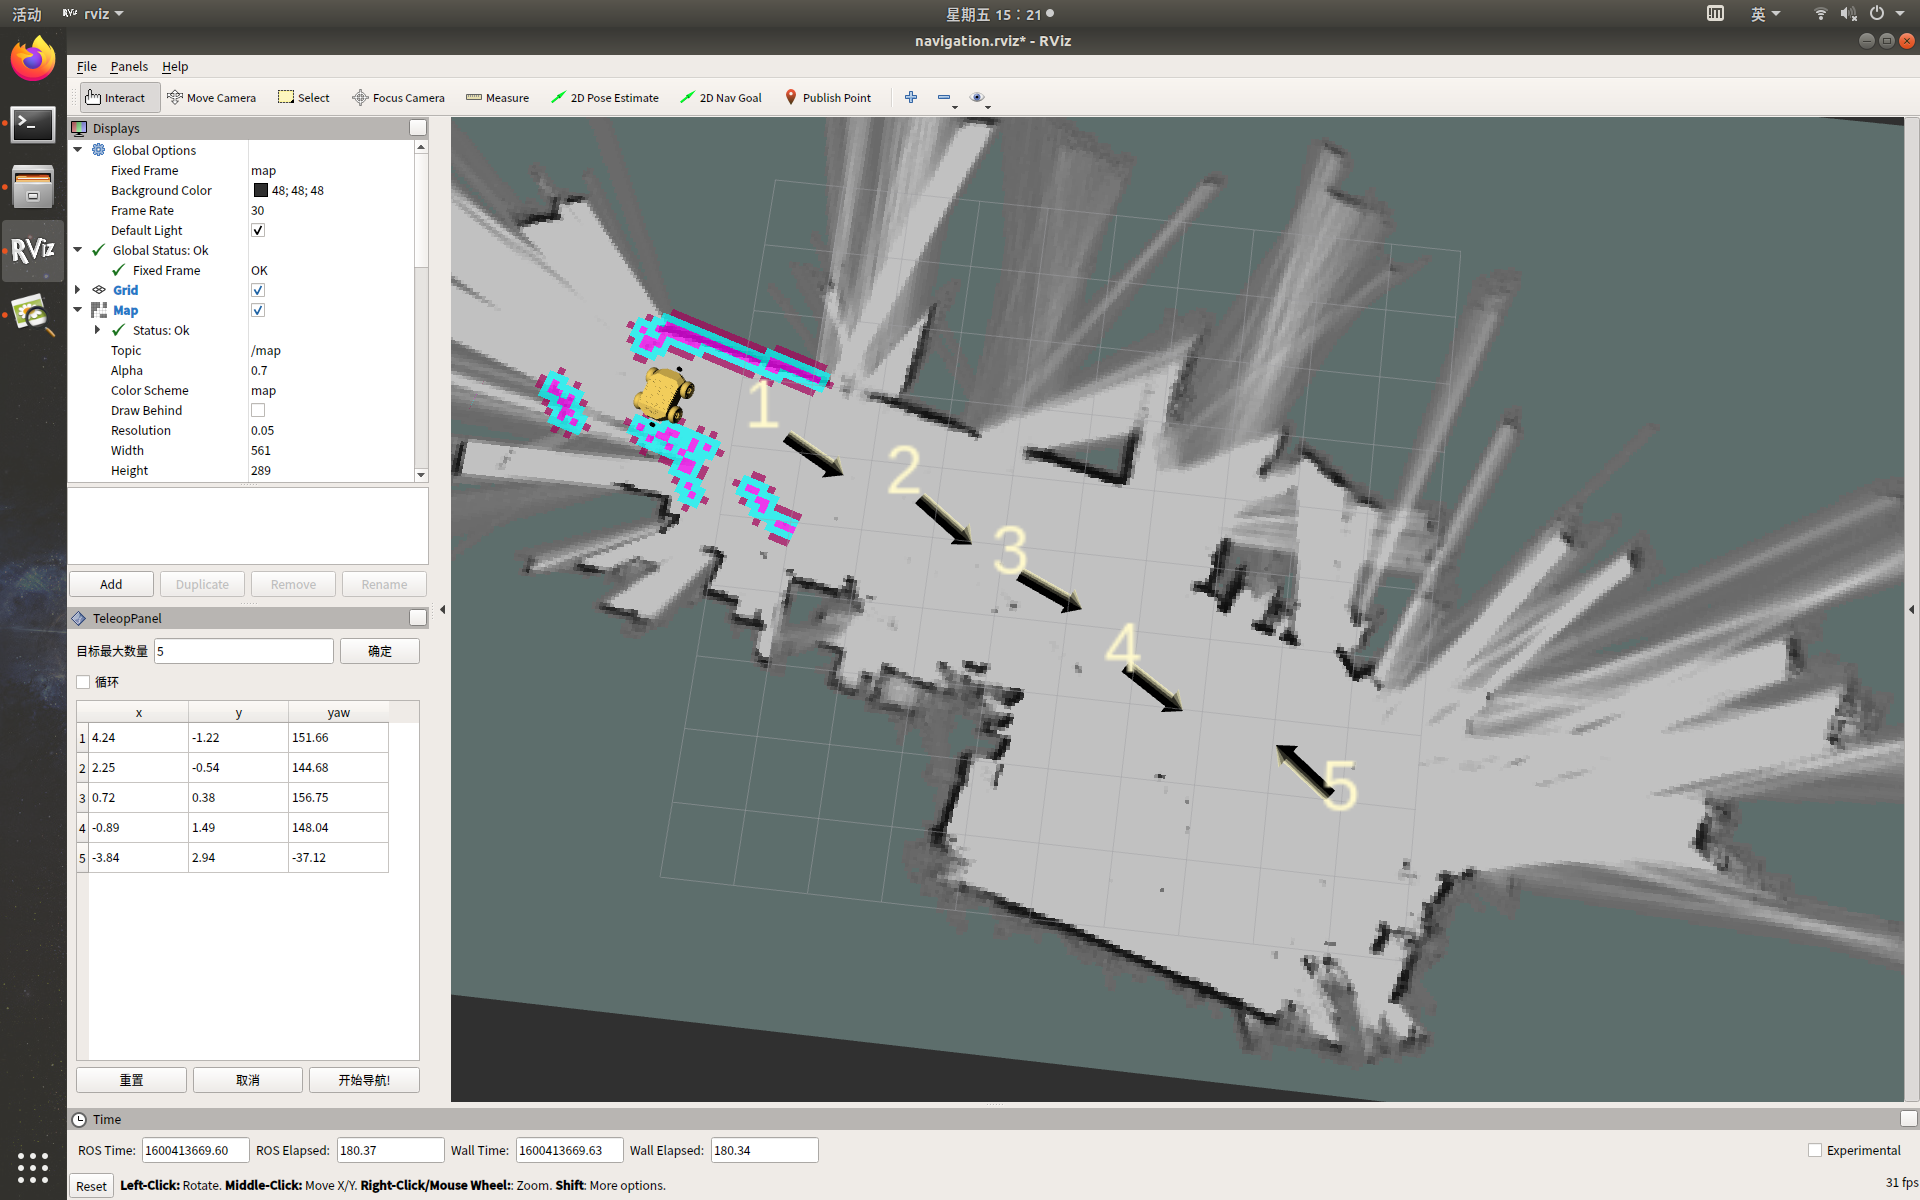 活动 rviz 星期五 15：21 英
navigation.rviz* - RViz
File Panels Help
Interact Move Camera Select Focus Camera Measure 2D Pose Estimate 2D Nav Goal Publish Point
RViz
Displays
Global Options
Fixed Frame map
Background Color 48; 48; 48
Frame Rate 30
Default Light
Global Status: Ok
Fixed Frame OK
Grid
Map
Status: Ok
Topic /map
Alpha 0.7
Color Scheme map
Draw Behind
Resolution 0.05
Width 561
Height 289
Add Duplicate Remove Rename
TeleopPanel
目标最大数量 5 确定
循环
x y yaw
1 4.24 -1.22 151.66
2 2.25 -0.54 144.68
3 0.72 0.38 156.75
4 -0.89 1.49 148.04
5 -3.84 2.94 -37.12
重置 取消 开始导航!
1
2
3
4
5
Time
ROS Time: 1600413669.60 ROS Elapsed: 180.37 Wall Time: 1600413669.63 Wall Elapsed: 180.34 Experimental
Reset Left-Click: Rotate. Middle-Click: Move X/Y. Right-Click/Mouse Wheel:: Zoom. Shift: More options. 31 fps